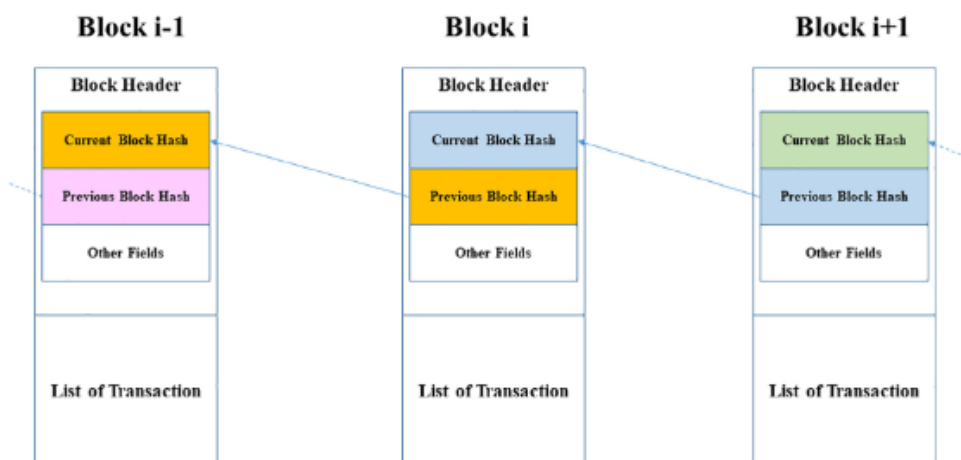 Block i-1
Block i
Block i+1
Block Header
Block Header
Block Header
Current Block Hash
Current Block Hash
Current Block Hash
Previous Block Hash
Previous Block Hash
Previous Block Hash
Other Fields
Other Fields
Other Fields
List of Transaction
List of Transaction
List of Transaction